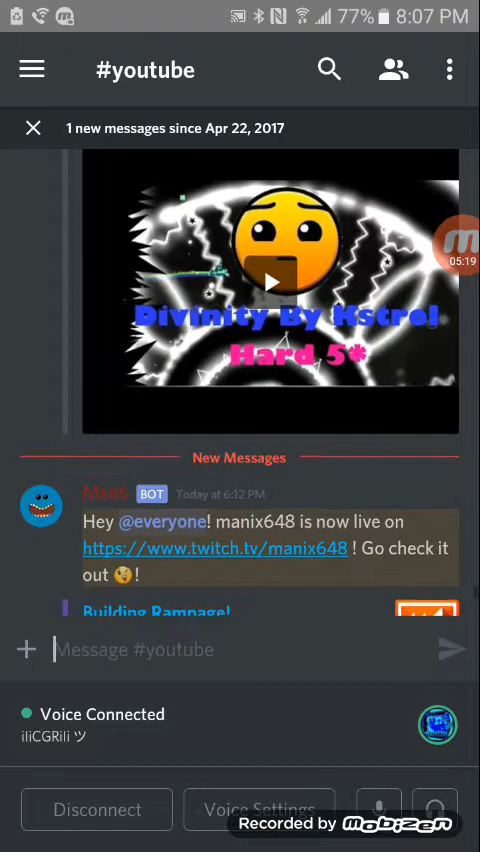 77% 8:07 PM
#youtube
1 new messages since Apr 22, 2017
05:19
Divinity By Kstrol
Hard 5*
New Messages
Mee6 BOT Today at 6:12 PM
Hey @everyone! manix648 is now live on
https://www.twitch.tv/manix648 ! Go check it
out !
Building Rampage!
Message #youtube
Voice Connected
iliCGRili ツ
Disconnect
Voice Settings
Recorded by mobizen